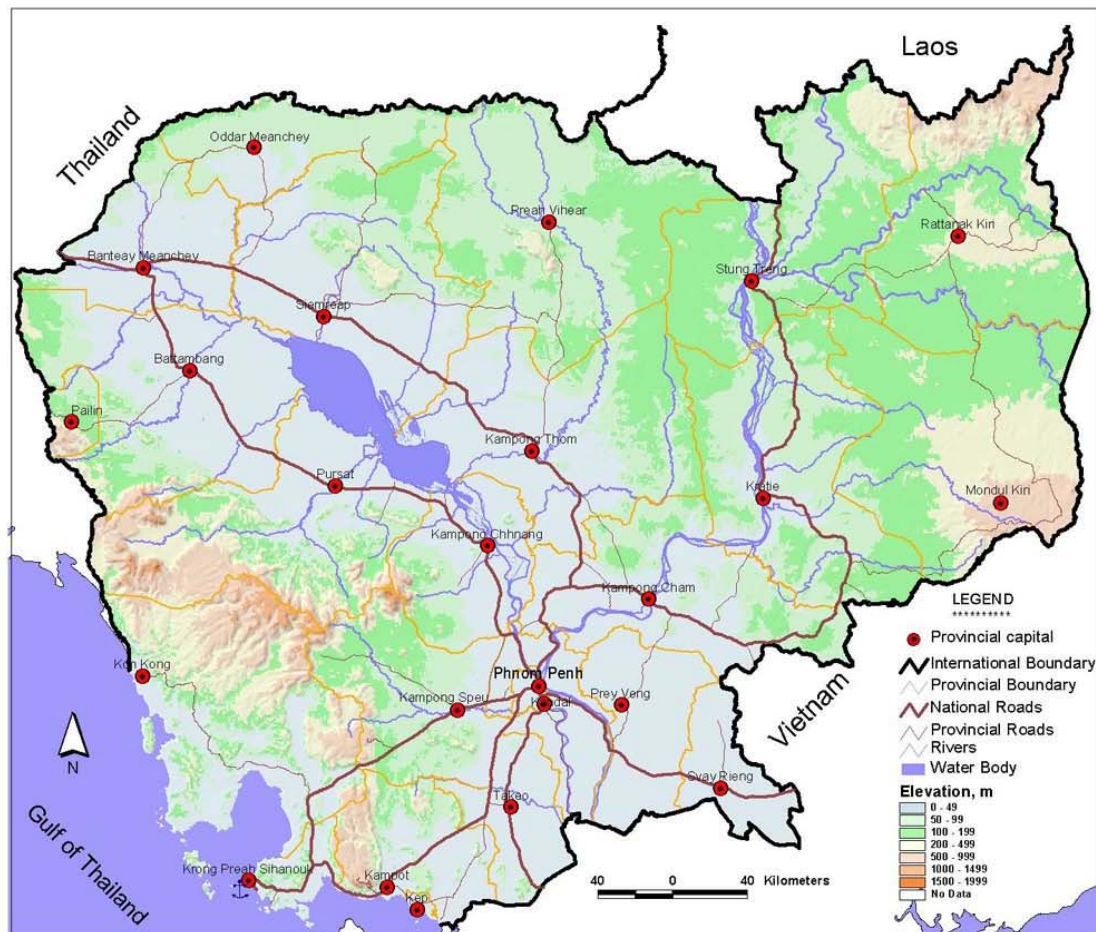 Laos
Thailand
Oddar Meanchey
Preah Vihear
Rattanak Kiri
Banteay Meanchey
Stung Treng
Siamreap
Battambang
Pailin
Kampong Thom
Pursat
Kratie
Mondul Kiri
Kampong Chhnang
Kampong Cham
LEGEND
**********
Provincial capital
International Boundary
Provincial Boundary
National Roads
Provincial Roads
Rivers
Water Body
Elevation, m
0 - 49
50 - 99
100 - 199
200 - 499
500 - 999
1000 - 1499
1500 - 1999
No Data
Koh Kong
Phnom Penh
Kampong Speu
Kandal
Prey Veng
Vietnam
N
Svay Rieng
Takeo
Gulf of Thailand
Krong Preah Sihanouk
Kampot
Kep
40 0 40 Kilometers